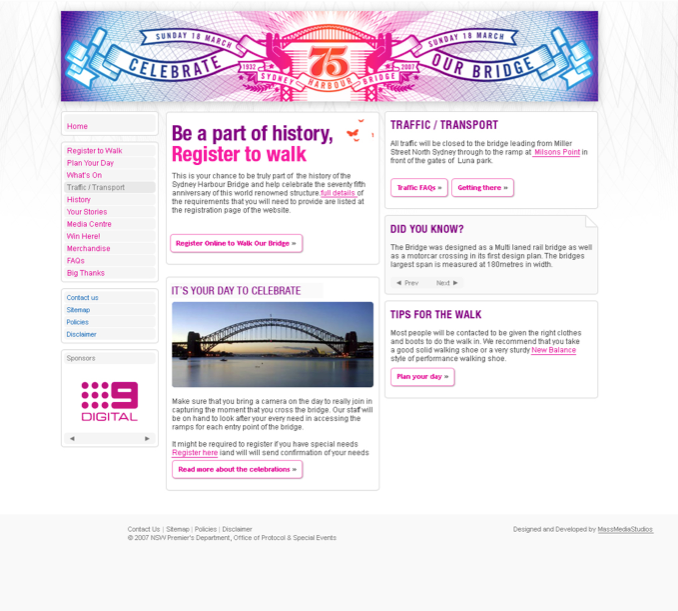 SUNDAY 18 MARCH
SUNDAY 18 MARCH
CELEBRATE
1932
75
2007
OUR BRIDGE
SYDNEY HARBOUR BRIDGE
Home
Register to Walk
Plan Your Day
What's On
Traffic / Transport
History
Your Stories
Media Centre
Win Here!
Merchandise
FAQs
Big Thanks
Contact us
Sitemap
Policies
Disclaimer
Sponsors
9
DIGITAL
Be a part of history,
Register to walk
This is your chance to be truly part of the history of the
Sydney Harbour Bridge and help celebrate the seventy fifth
anniversary of this world renowned structure full details of
the requirements that you will need to provide are listed at
the registration page of the website.
Register Online to Walk Our Bridge »
IT'S YOUR DAY TO CELEBRATE
Make sure that you bring a camera on the day to really join in
capturing the moment that you cross the bridge. Our staff will
be on hand to look after your every need in accessing the
ramps for each entry point of the bridge.
It might be required to register if you have special needs
Register here iand will will send confirmation of your needs
Read more about the celebrations »
TRAFFIC / TRANSPORT
All traffic will be closed to the bridge leading from Miller
Street North Sydney through to the ramp at Milsons Point in
front of the gates of Luna park.
Traffic FAQs »
Getting there »
DID YOU KNOW?
The Bridge was designed as a Multi laned rail bridge as well
as a motorcar crossing in its first design plan. The bridges
largest span is measured at 180metres in width.
◄ Prev
Next ►
TIPS FOR THE WALK
Most people will be contacted to be given the right clothes
and boots to do the walk in. We recommend that you take
a good solid walking shoe or a very sturdy New Balance
style of performance walking shoe.
Plan your day »
Contact Us | Sitemap | Policies | Disclaimer
© 2007 NSW Premier's Department, Office of Protocol & Special Events
Designed and Developed by MassMediaStudios